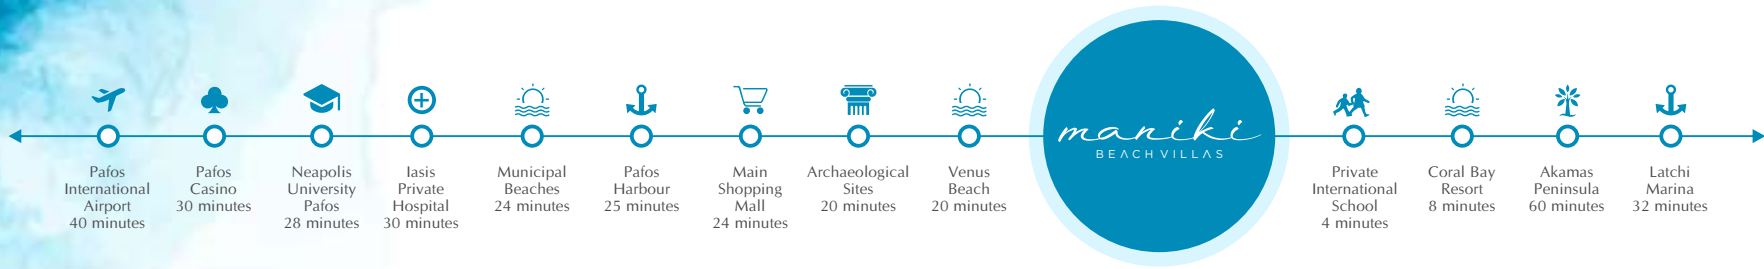 Pafos
International
Airport
40 minutes
Pafos
Casino
30 minutes
Neapolis
University
Pafos
28 minutes
Iasis
Private
Hospital
30 minutes
Municipal
Beaches
24 minutes
Pafos
Harbour
25 minutes
Main
Shopping
Mall
24 minutes
Archaeological
Sites
20 minutes
Venus
Beach
20 minutes
maniki
BEACH VILLAS
Private
International
School
4 minutes
Coral Bay
Resort
8 minutes
Akamas
Peninsula
60 minutes
Latchi
Marina
32 minutes